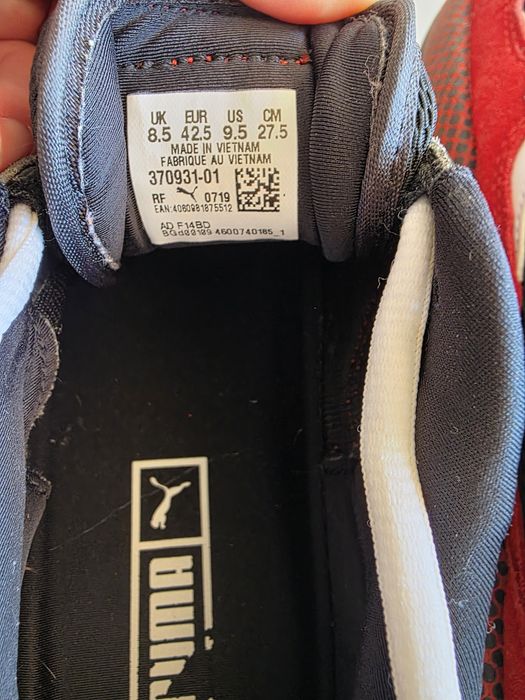 UK EUR US CM
8.5 42.5 9.5 27.5
MADE IN VIETNAM
FABRIQUE AU VIETNAM
370931-01
RF 0719
EAN:4060981875512
AD F14BD
4600740185_1
PUMA